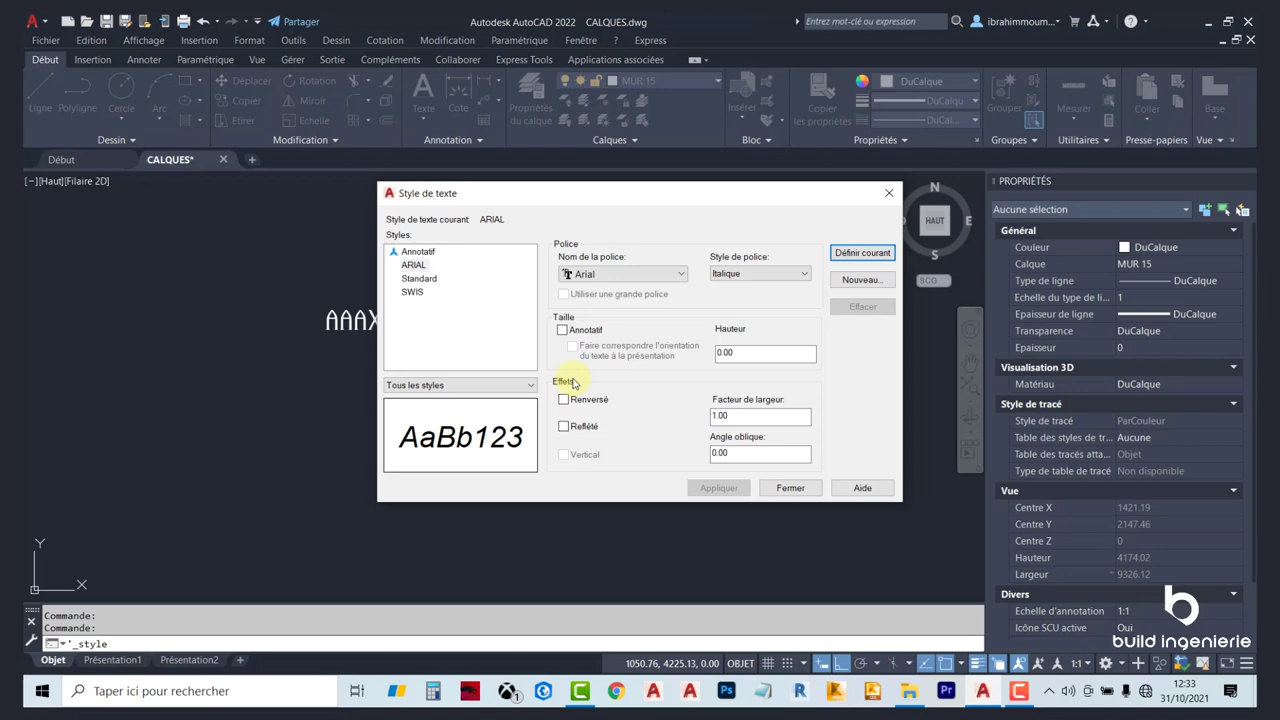 Partager
Autodesk AutoCAD 2022 CALQUES.dwg
Entrez mot-clé ou expression
ibrahimmoum...
Fichier Edition Affichage Insertion Format Outils Dessin Cotation Modification Paramétrique Fenêtre ? Express
Début Insertion Annoter Paramétrique Vue Gérer Sortie Compléments Collaborer Express Tools Applications associées
Ligne Polyligne Cercle Arc
Déplacer Rotation
Copier Miroir
Etirer Echelle
Texte Cote
Propriétés du calque
MUR 15
Insérer
Copier les propriétés
DuCalque
DuCalque
DuCal...
Grouper
Mesurer
Coller
Base
Dessin Modification Annotation Calques Bloc Propriétés Groupes Utilitaires Presse-papiers Vue
Début CALQUES*
[−][Haut][Filaire 2D]
N
HAUT
E
S
SCG
AAAX
Style de texte
Style de texte courant: ARIAL
Styles:
Annotatif
ARIAL
Standard
SWIS
Tous les styles
AaBb123
Police
Nom de la police:
Arial
Style de police:
Italique
Utiliser une grande police
Taille
Annotatif
Faire correspondre l'orientation
du texte à la présentation
Hauteur
0.00
Effets
Renversé
Reflété
Vertical
Facteur de largeur:
1.00
Angle oblique:
0.00
Définir courant
Nouveau...
Effacer
Appliquer Fermer Aide
PROPRIÉTÉS
Aucune sélection
Général
Couleur DuCalque
Calque MUR 15
Type de ligne DuCalque
Echelle du type de li... 1
Epaisseur de ligne DuCalque
Transparence DuCalque
Epaisseur 0
Visualisation 3D
Matériau DuCalque
Style de tracé
Style de tracé ParCouleur
Table des styles de tr... Aucune
Table des tracés atta... Objet
Type de table de tracé Non disponible
Vue
Centre X 1421.19
Centre Y 2147.46
Centre Z 0
Hauteur 4174.02
Largeur 9326.12
Divers
Echelle d'annotation 1:1
Icône SCU active Oui
build ingenierie
Y
X
Commande:
Commande:
'_style
Objet Présentation1 Présentation2 +
1050.76, 4225.13, 0.00 OBJET
1:1
Taper ici pour rechercher
Ps
Pr
12:33
31/10/2021